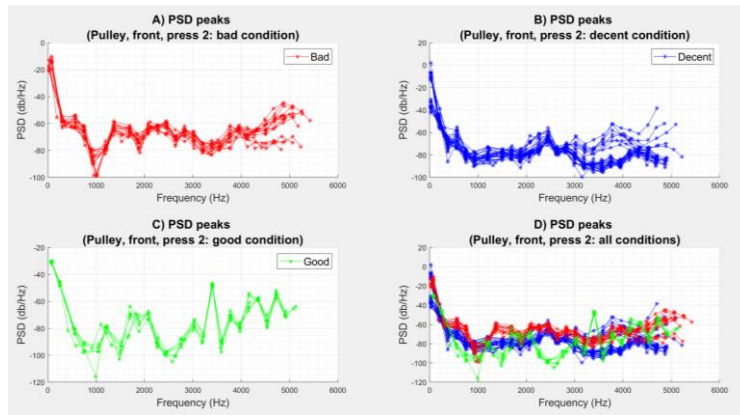 A) PSD peaks
(Pulley, front, press 2: bad condition)
0
-20
-40
-60
-80
-100
PSD (db/Hz)
Bad
0
1000
2000
3000
4000
5000
6000
Frequency (Hz)
B) PSD peaks
(Pulley, front, press 2: decent condition)
20
0
-20
-40
-60
-80
-100
PSD (db/Hz)
Decent
0
1000
2000
3000
4000
5000
6000
Frequency (Hz)
C) PSD peaks
(Pulley, front, press 2: good condition)
-20
-40
-60
-80
-100
-120
PSD (db/Hz)
Good
0
1000
2000
3000
4000
5000
6000
Frequency (Hz)
D) PSD peaks
(Pulley, front, press 2: all conditions)
20
0
-20
-40
-60
-80
-100
-120
PSD (db/Hz)
0
1000
2000
3000
4000
5000
6000
Frequency (Hz)